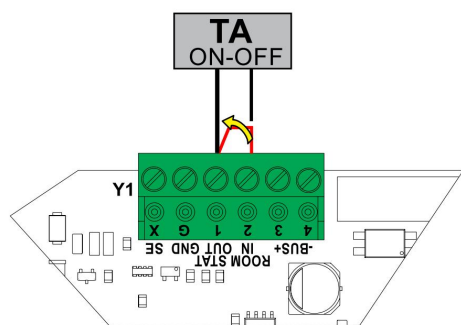 TA
ON-OFF
Y1
X G 1 2 3 4
SE GND OUT IN -BUS+
ROOM STAT